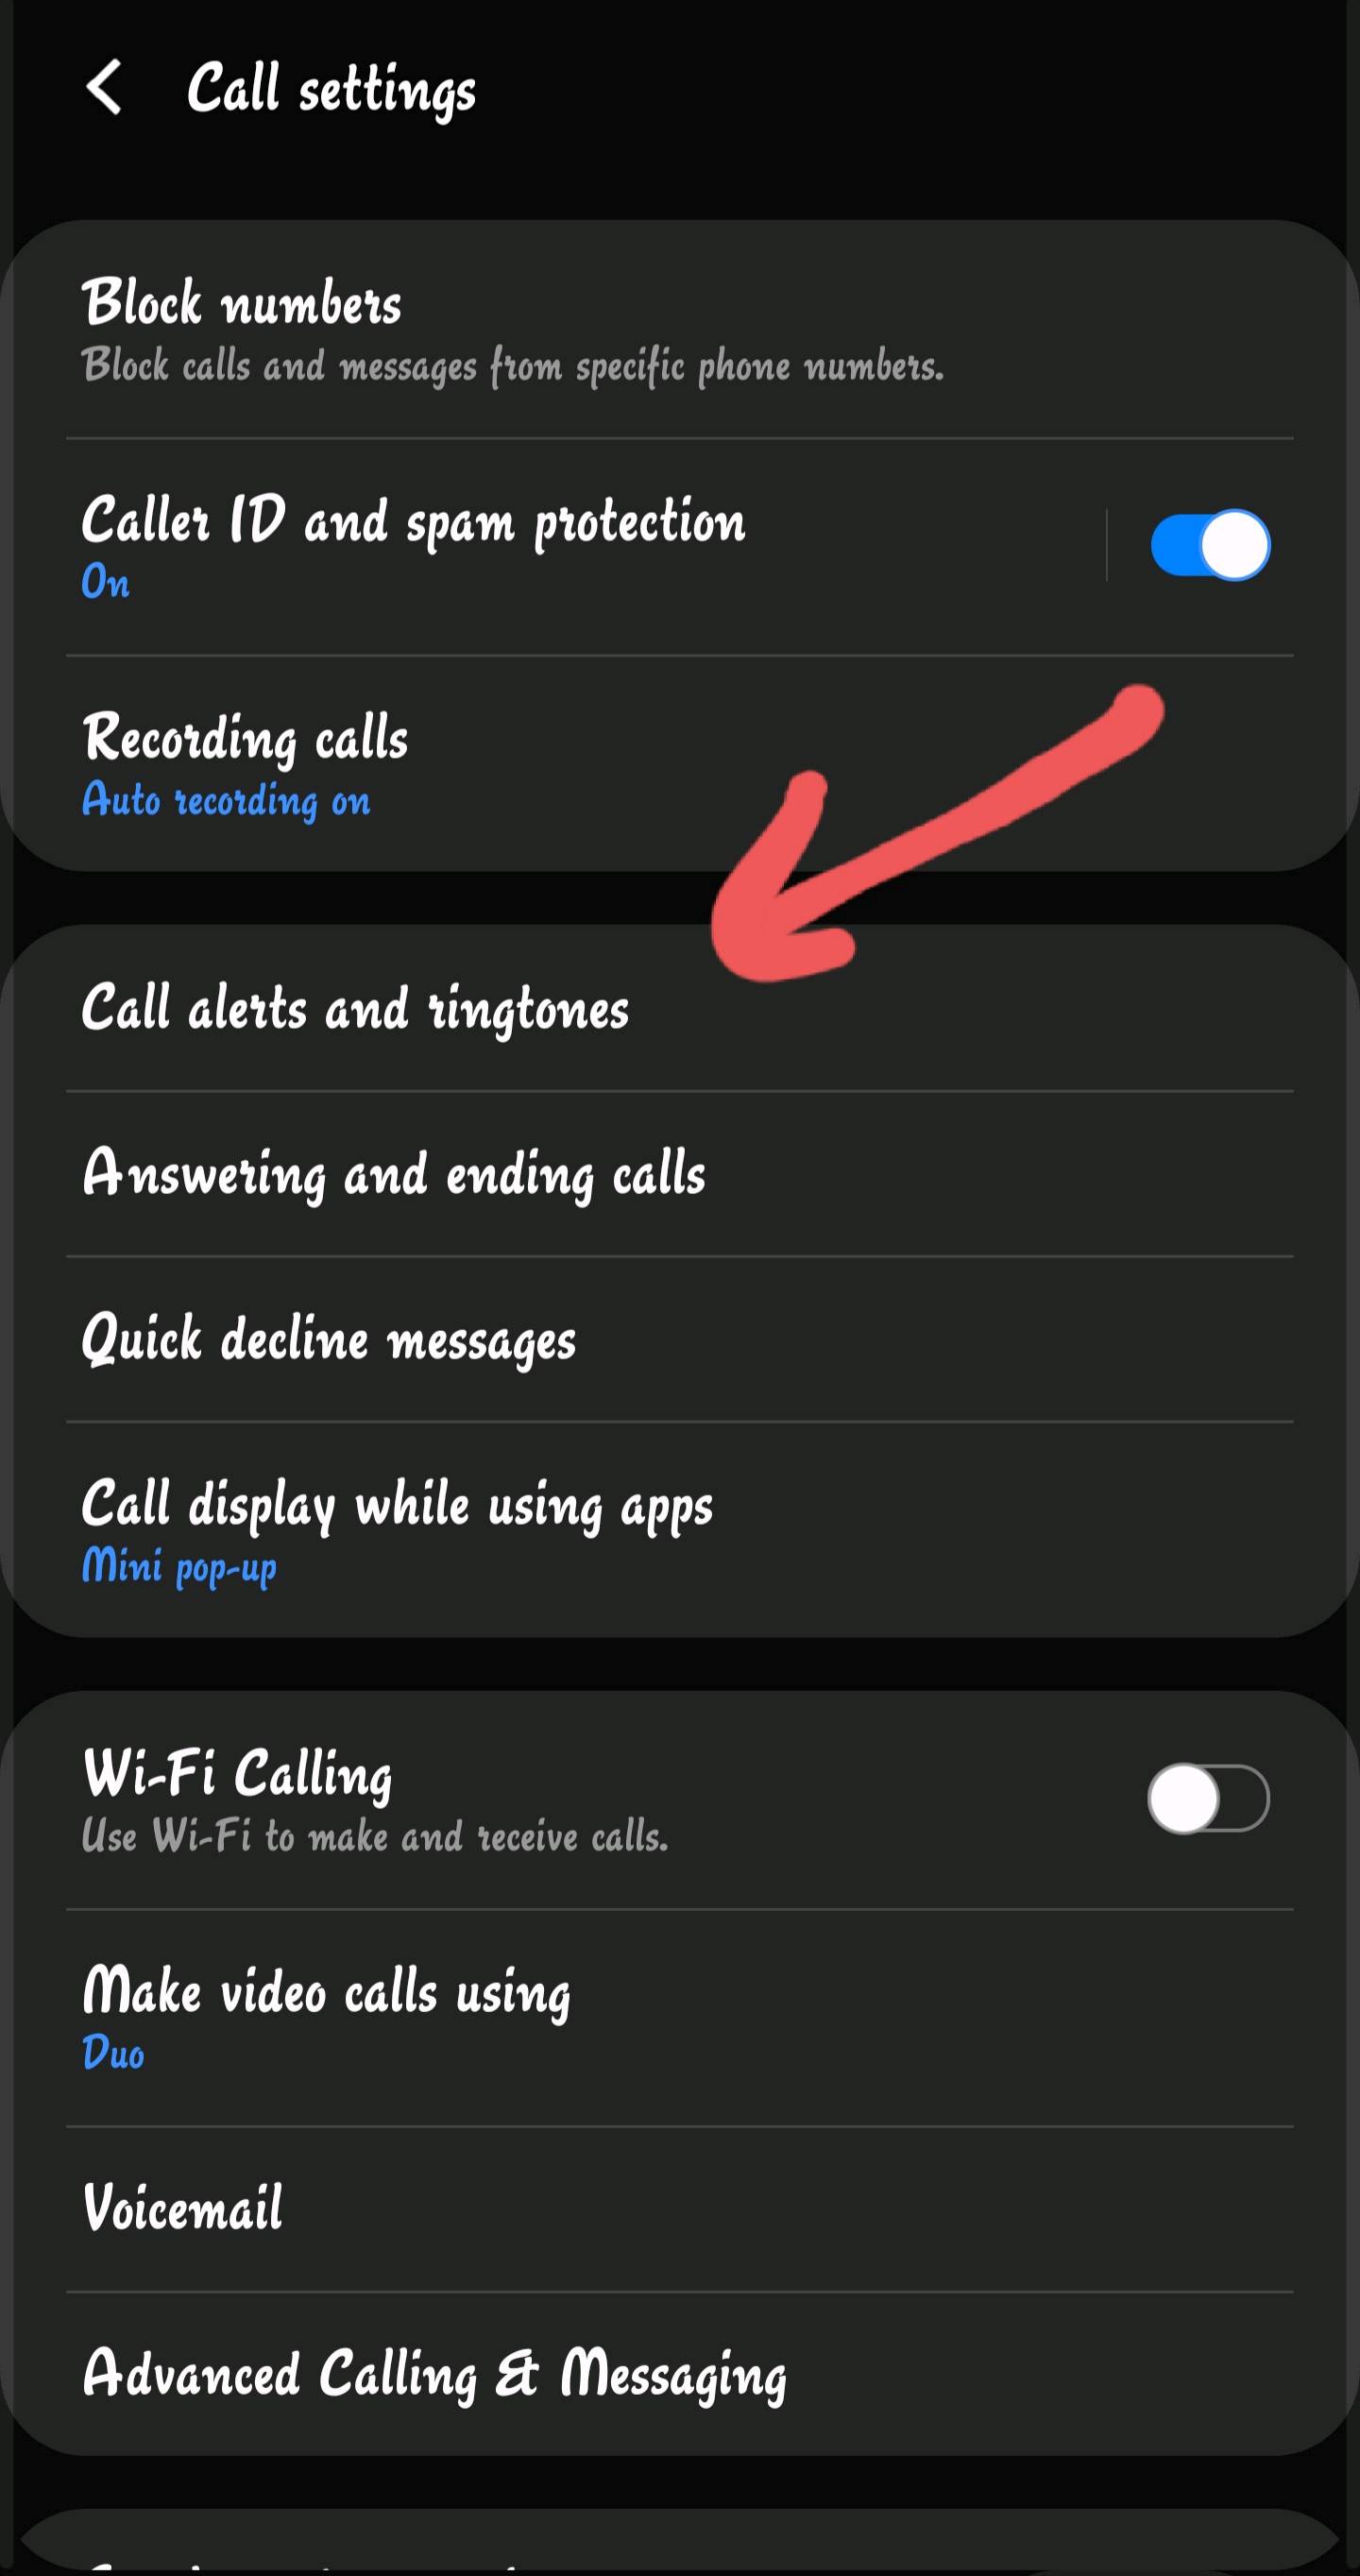 Call settings
Block numbers
Block calls and messages from specific phone numbers.
Caller ID and spam protection
On
Recording calls
Auto recording on
Call alerts and ringtones
Answering and ending calls
Quick decline messages
Call display while using apps
Mini pop-up
Wi-Fi Calling
Use Wi-Fi to make and receive calls.
Make video calls using
Duo
Voicemail
Advanced Calling & Messaging